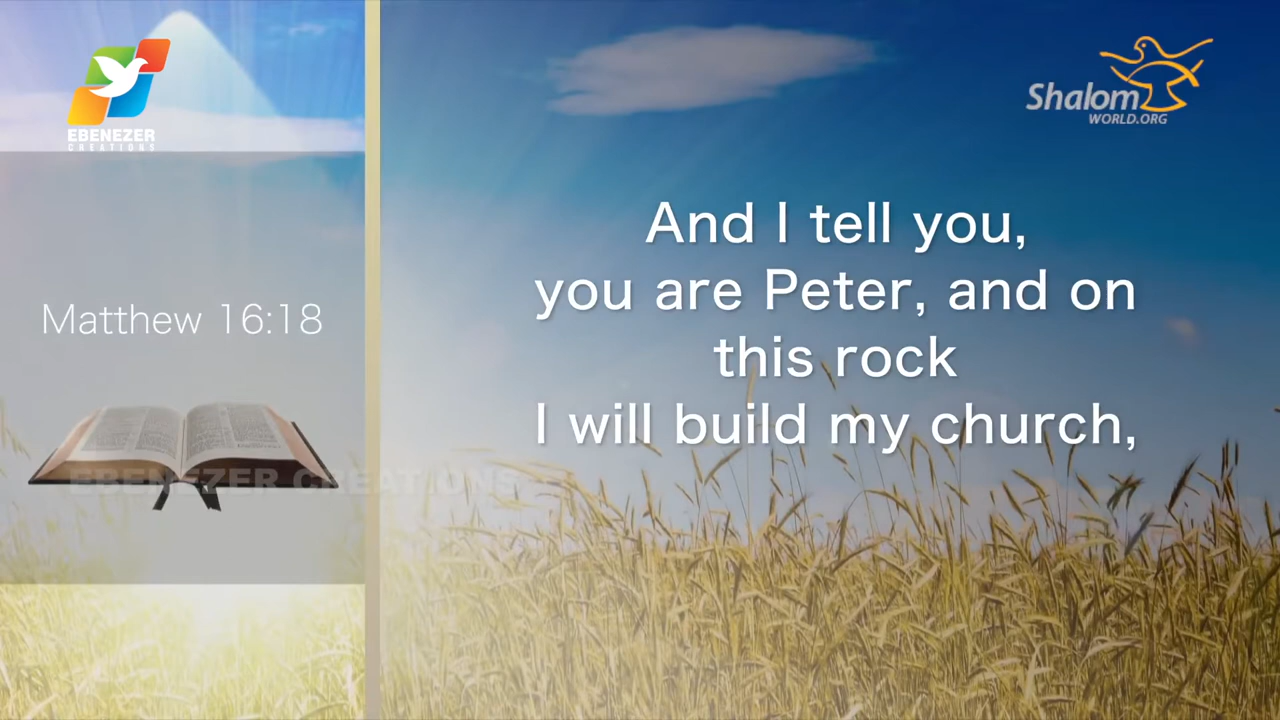 EBENEZER
CREATIONS
Shalom
WORLD.ORG
Matthew 16:18
And I tell you,
you are Peter, and on
this rock
I will build my church,
EBENEZER CREATIONS